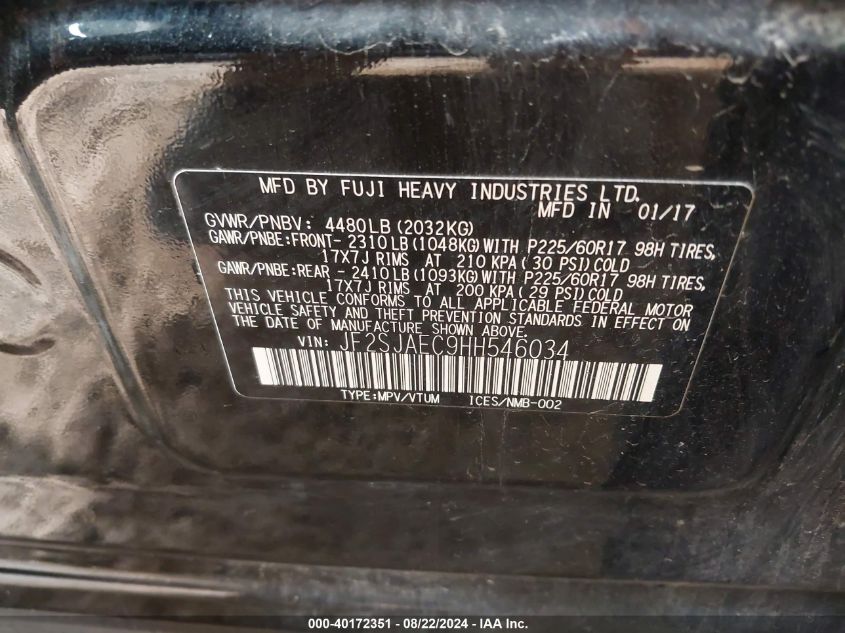 MFD BY FUJI HEAVY INDUSTRIES LTD.
MFD IN 01/17
GVWR/PNBV: 4480LB (2032KG)
GAWR/PNBE:FRONT- 2310LB(1048KG)WITH P225/60R17 98H TIRES,
17X7J RIMS AT 210 KPA(30 PSI)COLD
GAWR/PNBE:REAR - 2410LB(1093KG)WITH P225/60R17 98H TIRES,
17X7J RIMS AT 200 KPA(29 PSI)COLD
THIS VEHICLE CONFORMS TO ALL APPLICABLE FEDERAL MOTOR
VEHICLE SAFETY AND THEFT PREVENTION STANDARDS IN EFFECT ON
THE DATE OF MANUFACTURE SHOWN ABOVE.
VIN: JF2SJAEC9HH546034
TYPE:MPV/VTUM ICES/NMB-002
000-40172351 - 08/22/2024 - IAA Inc.